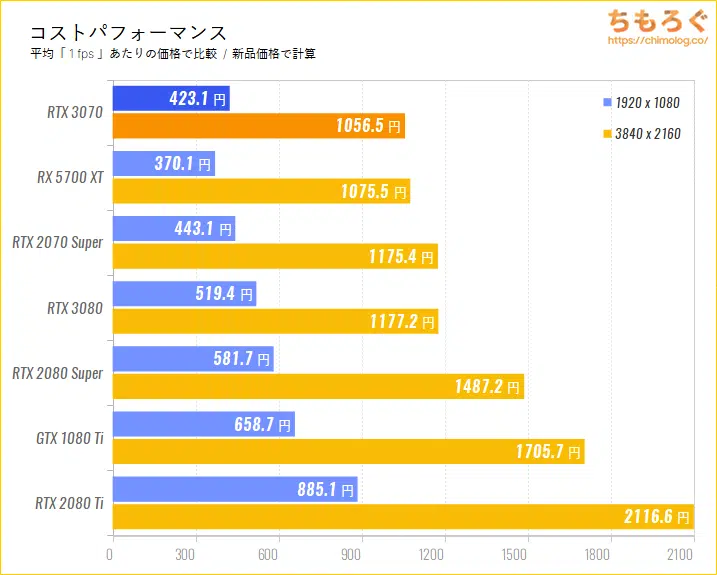 コストパフォーマンス
平均「 1 fps 」あたりの価格で比較 / 新品価格で計算
ちもろぐ
https://chimolog.co/
1920 x 1080
3840 x 2160
RTX 3070
423.1 円
1056.5 円
RX 5700 XT
370.1 円
1075.5 円
RTX 2070 Super
443.1 円
1175.4 円
RTX 3080
519.4 円
1177.2 円
RTX 2080 Super
581.7 円
1487.2 円
GTX 1080 Ti
658.7 円
1705.7 円
RTX 2080 Ti
885.1 円
2116.6 円
0 300 600 900 1200 1500 1800 2100